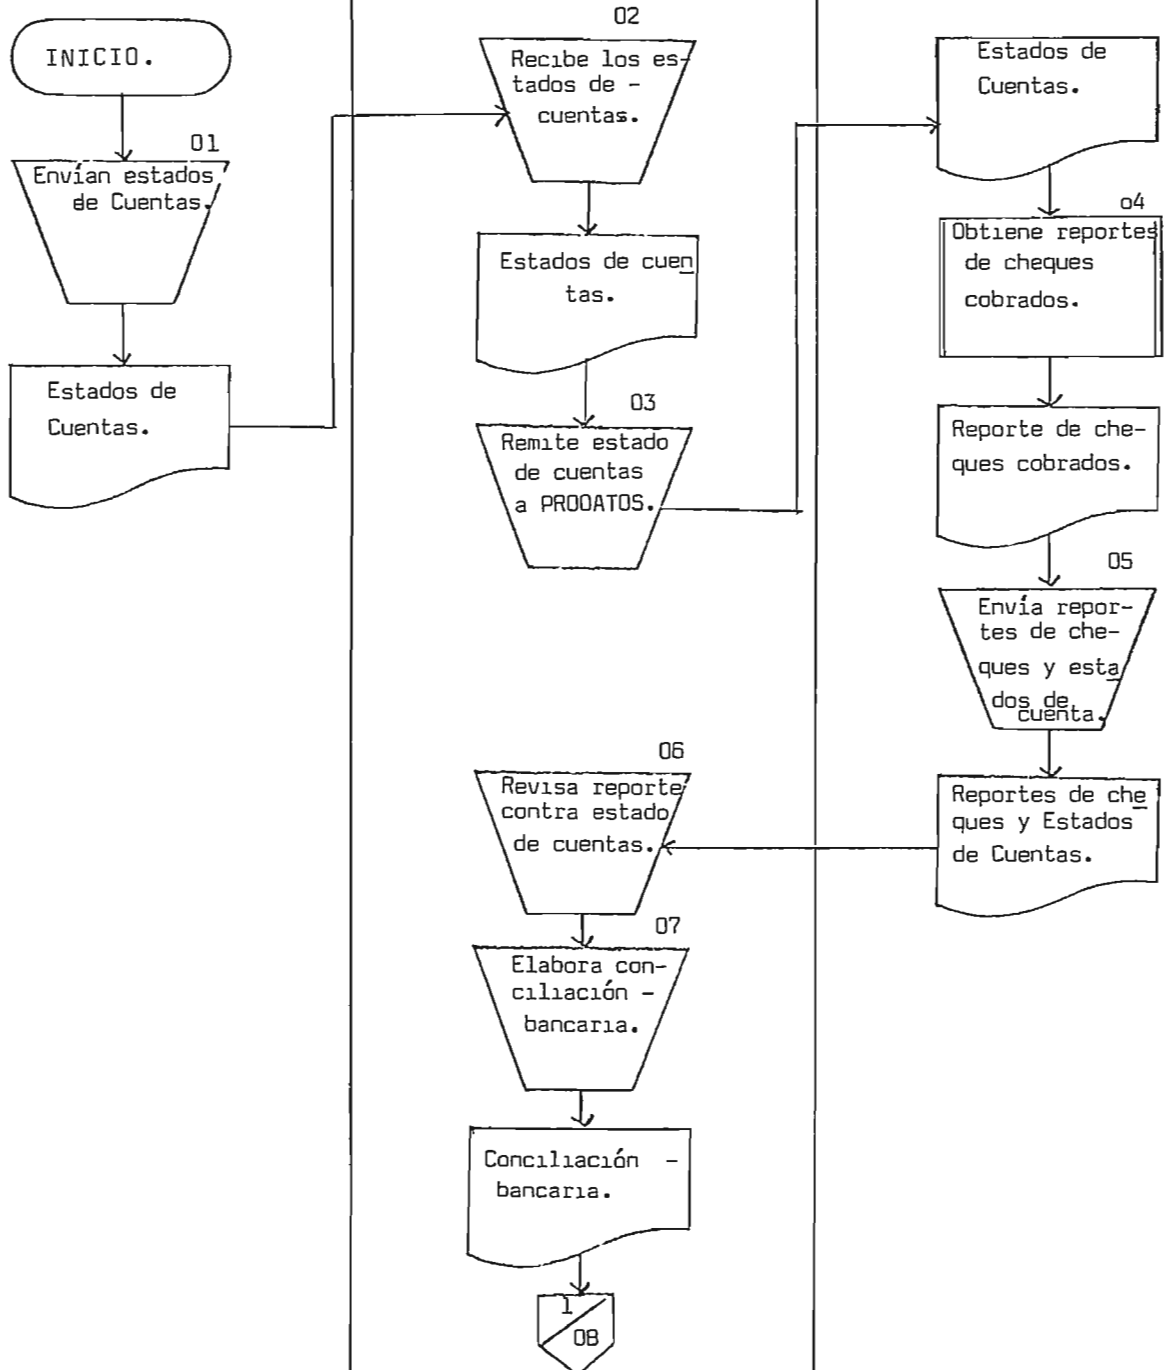 INICIO.
01
Envían estados
de Cuentas.
Estados de
Cuentas.
02
Recibe los es-
tados de -
cuentas.
Estados de cuen
tas.
03
Remite estado
de cuentas
a PRODATOS.
Estados de
Cuentas.
o4
Obtiene reportes
de cheques
cobrados.
Reporte de che-
ques cobrados.
05
Envía repor-
tes de che-
ques y esta
dos de
cuenta.
Reportes de che
ques y Estados
de Cuentas.
06
Revisa reporte
contra estado
de cuentas.
07
Elabora con-
ciliación -
bancaria.
Conciliación -
bancaria.
1
08